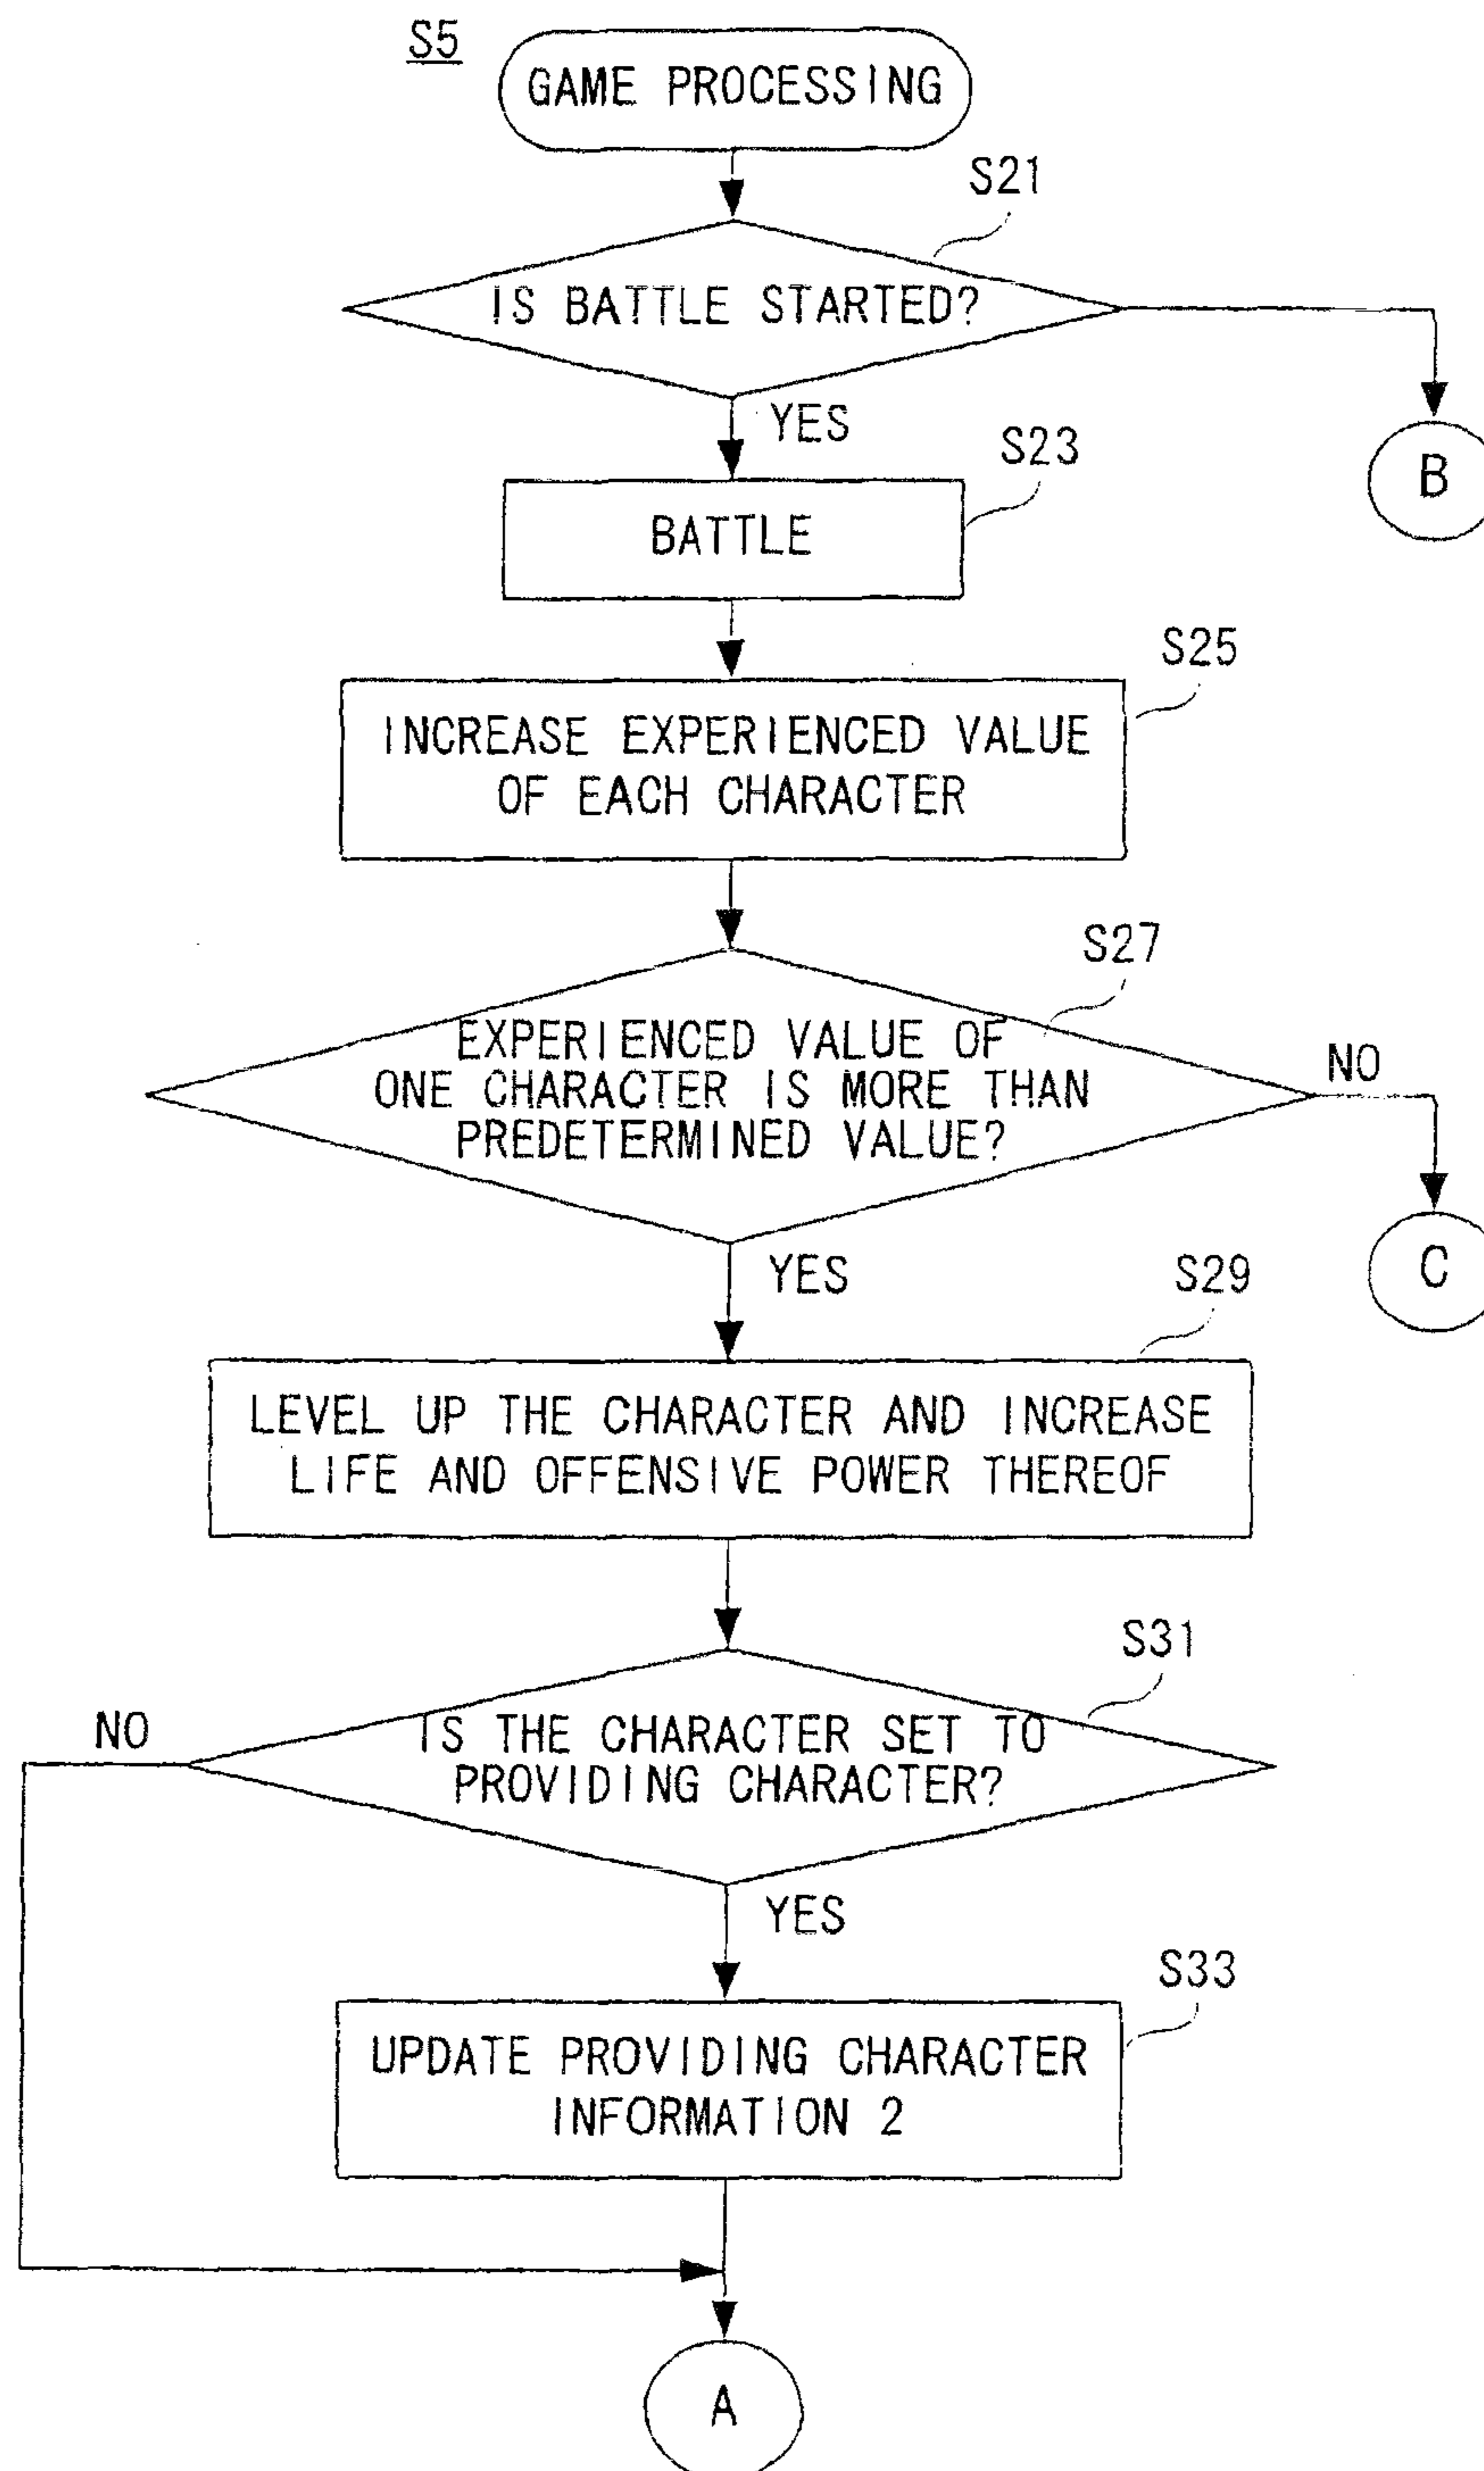 S5
GAME PROCESSING
S21
IS BATTLE STARTED?
YES
B
S23
BATTLE
S25
INCREASE EXPERIENCED VALUE
OF EACH CHARACTER
S27
EXPERIENCED VALUE OF
ONE CHARACTER IS MORE THAN
PREDETERMINED VALUE?
NO
C
YES
S29
LEVEL UP THE CHARACTER AND INCREASE
LIFE AND OFFENSIVE POWER THEREOF
S31
NO
IS THE CHARACTER SET TO
PROVIDING CHARACTER?
YES
S33
UPDATE PROVIDING CHARACTER
INFORMATION 2
A